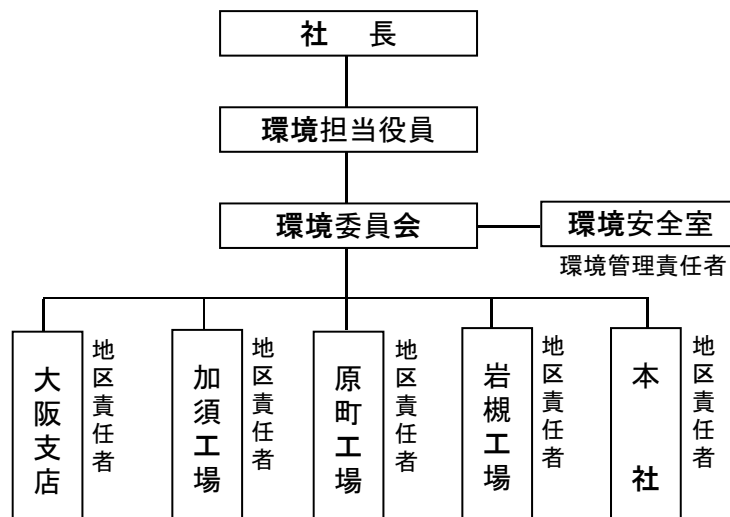 社 長
環境担当役員
環境委員会
環境安全室
環境管理責任者
大阪支店
地区責任者
加須工場
地区責任者
原町工場
地区責任者
岩槻工場
地区責任者
本 社
地区責任者